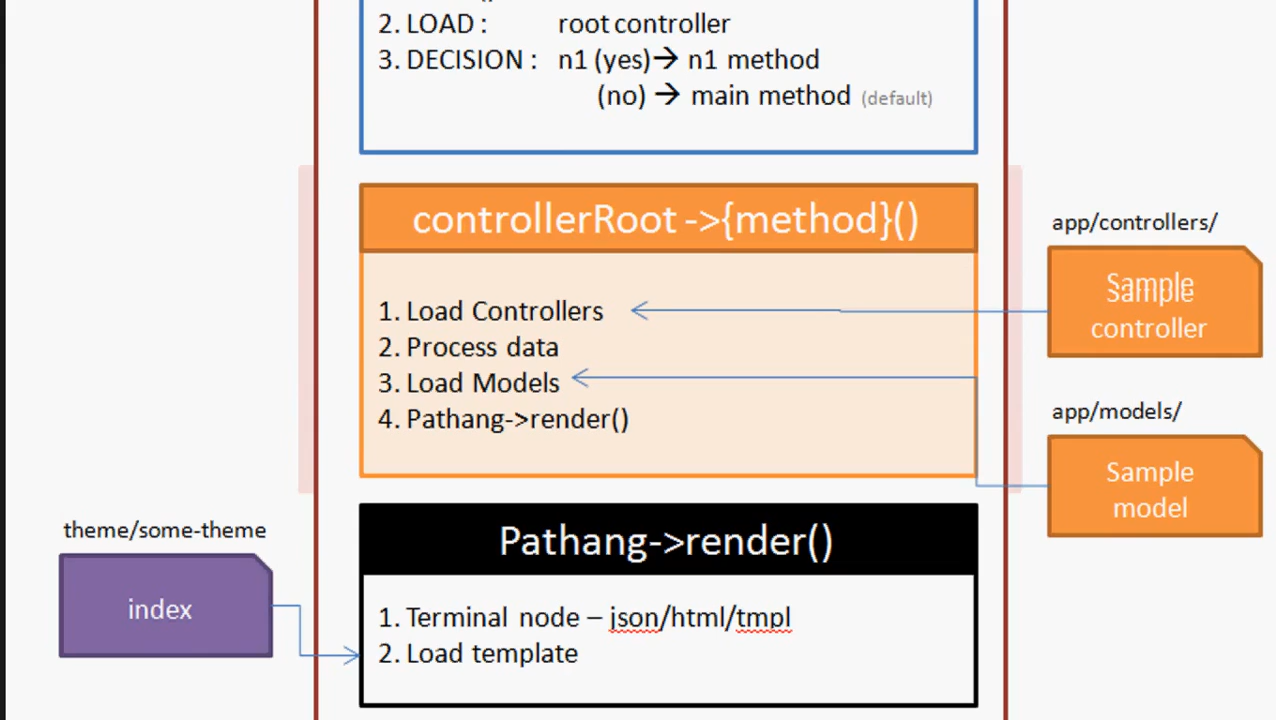 2. LOAD : root controller
3. DECISION : n1 (yes)→ n1 method
(no) → main method (default)
controllerRoot ->{method}()
1. Load Controllers
2. Process data
3. Load Models
4. Pathang->render()
app/controllers/
Sample
Sample
controller
app/models/
Sample
model
theme/some-theme
index
Pathang->render()
1. Terminal node – json/html/tmpl
2. Load template